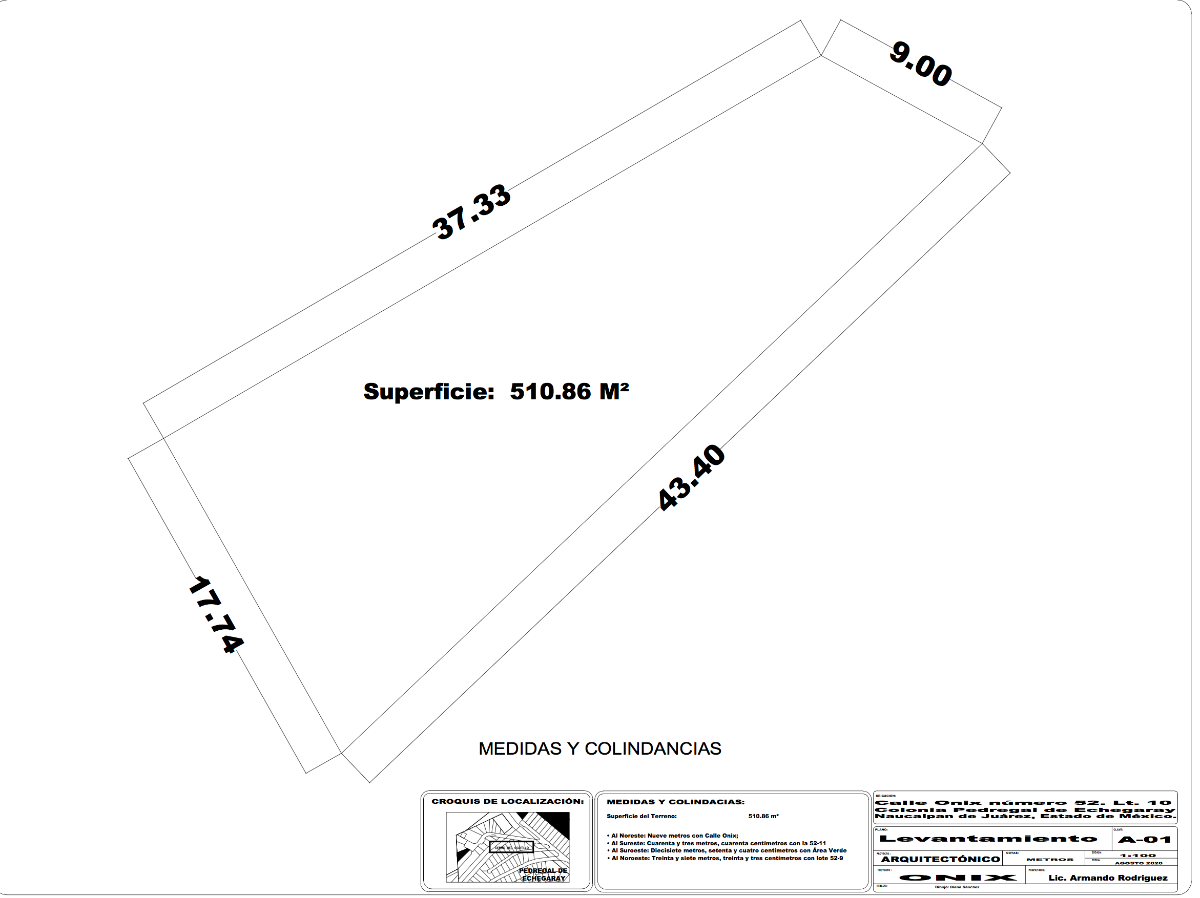 9.00
37.33
Superficie: 510.86 M²
43.40
17.74
MEDIDAS Y COLINDANCIAS
CROQUIS DE LOCALIZACIÓN:
PEDREGAL DE
ECHEGARAY
MEDIDAS Y COLINDACIAS:
Superficie del Terreno: 510.86 m²
• Al Noreste: Nueve metros con Calle Onix;
• Al Sureste: Cuarenta y tres metros, cuarenta centímetros con la 52-11
• Al Suroeste: Diecisiete metros, setenta y cuatro centímetros con Área Verde
• Al Noroeste: Treinta y siete metros, treinta y tres centímetros con lote 52-9
Calle Onix número 52. Lt. 10
Colonia Pedregal de Echegaray
Naucalpan de Juárez, Estado de México.
PLANO:
Levantamiento
A-01
ARQUITECTÓNICO
METROS
1:100
AGOSTO 2020
ONIX
Lic. Armando Rodriguez
Dibujo: Diana Sánchez